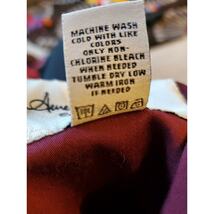 MACHINE WASH
COLD WITH LIKE
COLORS
ONLY NON-
CHLORINE BLEACH
WHEN NEEDED
TUMBLE DRY LOW
WARM IRON
IF NEEDED